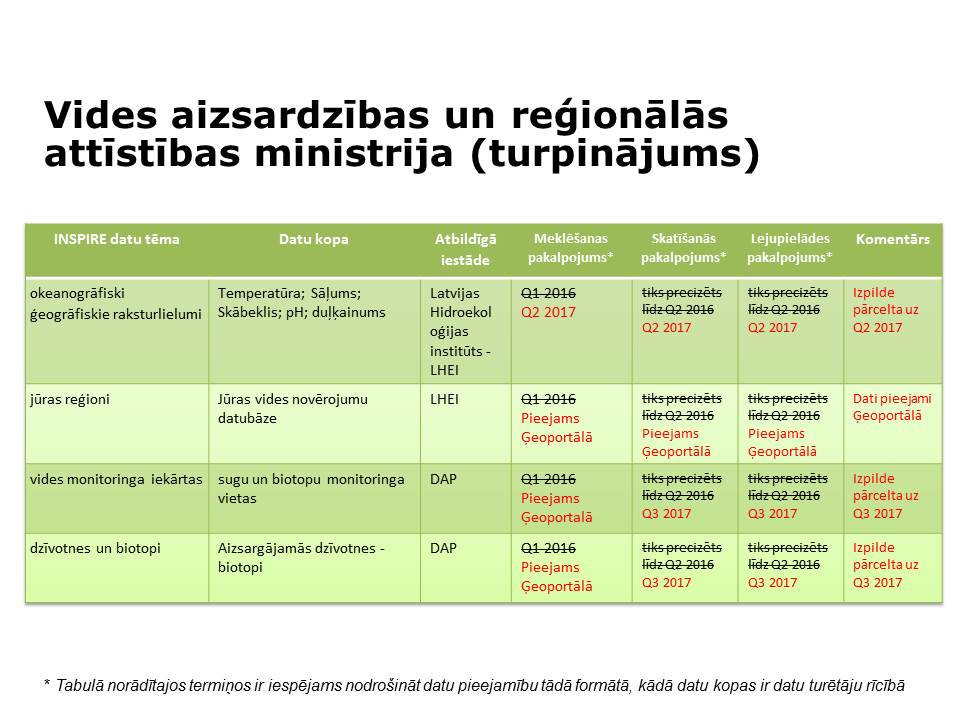 Vides aizsardzības un reģionālās
attīstības ministrija (turpinājums)
INSPIRE datu tēma
Datu kopa
Atbildīgā
iestāde
Meklēšanas
pakalpojums*
Skatīšanās
pakalpojums*
Lejupielādes
pakalpojums*
Komentārs
okeanogrāfiski
ģeogrāfiskie raksturlielumi
Temperatūra; Sāļums;
Skābeklis; pH; duļķainums
Latvijas
Hidroekol
oģijas
institūts -
LHEI
Q1 2016
Q2 2017
tiks precizēts
līdz Q2 2016
Q2 2017
tiks precizēts
līdz Q2 2016
Q2 2017
Izpilde
pārcelta uz
Q2 2017
jūras reģioni
Jūras vides novērojumu
datubāze
LHEI
Q1 2016
Pieejams
Ģeoportālā
tiks precizēts
līdz Q2 2016
Pieejams
Ģeoportālā
tiks precizēts
līdz Q2 2016
Pieejams
Ģeoportālā
Dati pieejami
Ģeoportālā
vides monitoringa iekārtas
sugu un biotopu monitoringa
vietas
DAP
Q1 2016
Pieejams
Ģeoportalā
tiks precizēts
līdz Q2 2016
Q3 2017
tiks precizēts
līdz Q2 2016
Q3 2017
Izpilde
pārcelta uz
Q3 2017
dzīvotnes un biotopi
Aizsargājamās dzīvotnes -
biotopi
DAP
Q1 2016
Pieejams
Ģeoportālā
tiks precizēts
līdz Q2 2016
Q3 2017
tiks precizēts
līdz Q2 2016
Q3 2017
Izpilde
pārcelta uz
Q3 2017
* Tabulā norādītajos termiņos ir iespējams nodrošināt datu pieejamību tādā formātā, kādā datu kopas ir datu turētāju rīcībā